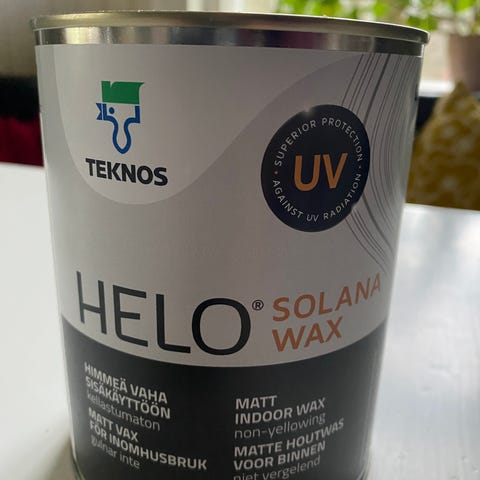 TEKNOS
SUPERIOR PROTECTION
UV
AGAINST UV RADIATION
HELO® SOLANA
WAX
HIMMEÄ VAHA
SISÄKÄYTTÖÖN
kellastumaton
MATT VAX
FÖR INOMHUSBRUK
gulnar inte
MATT
INDOOR WAX
non-yellowing
MATTE HOUTWAS
VOOR BINNEN
niet vergelend